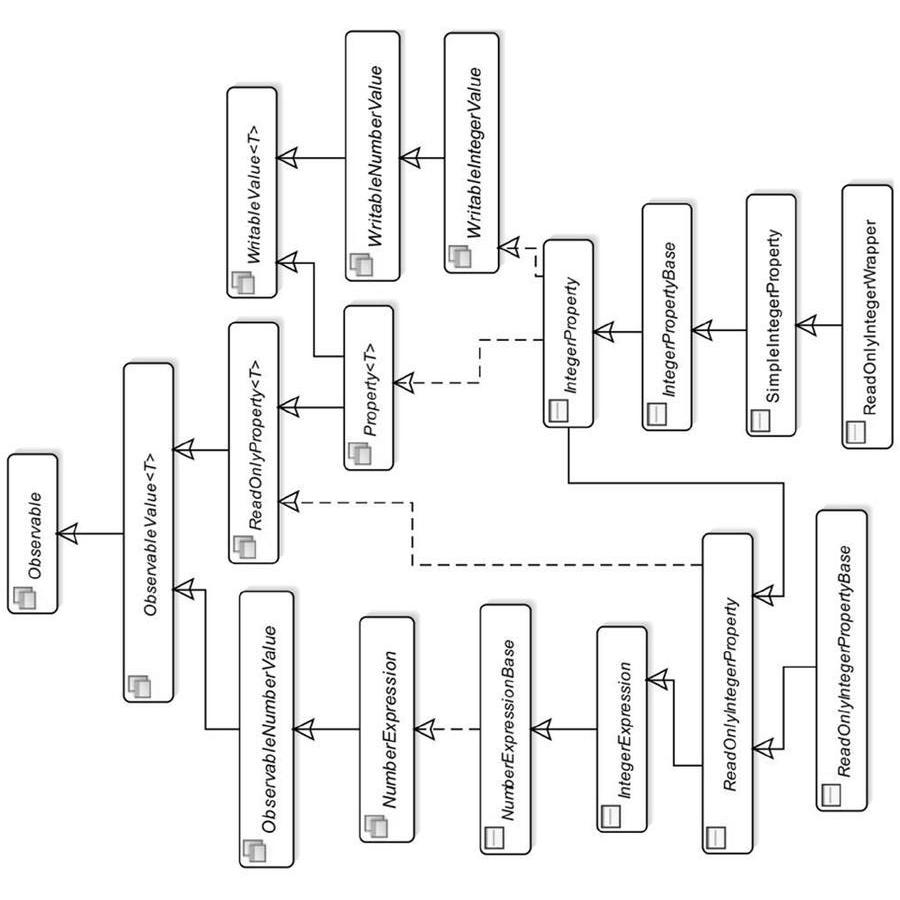 Observable
ObservableValue<T>
ObservableNumberValue
ReadOnlyProperty<T>
WritableValue<T>
NumberExpression
Property<T>
WritableNumberValue
NumberExpressionBase
WritableIntegerValue
IntegerExpression
IntegerProperty
ReadOnlyIntegerProperty
IntegerPropertyBase
SimpleIntegerProperty
ReadOnlyIntegerPropertyBase
ReadOnlyIntegerWrapper